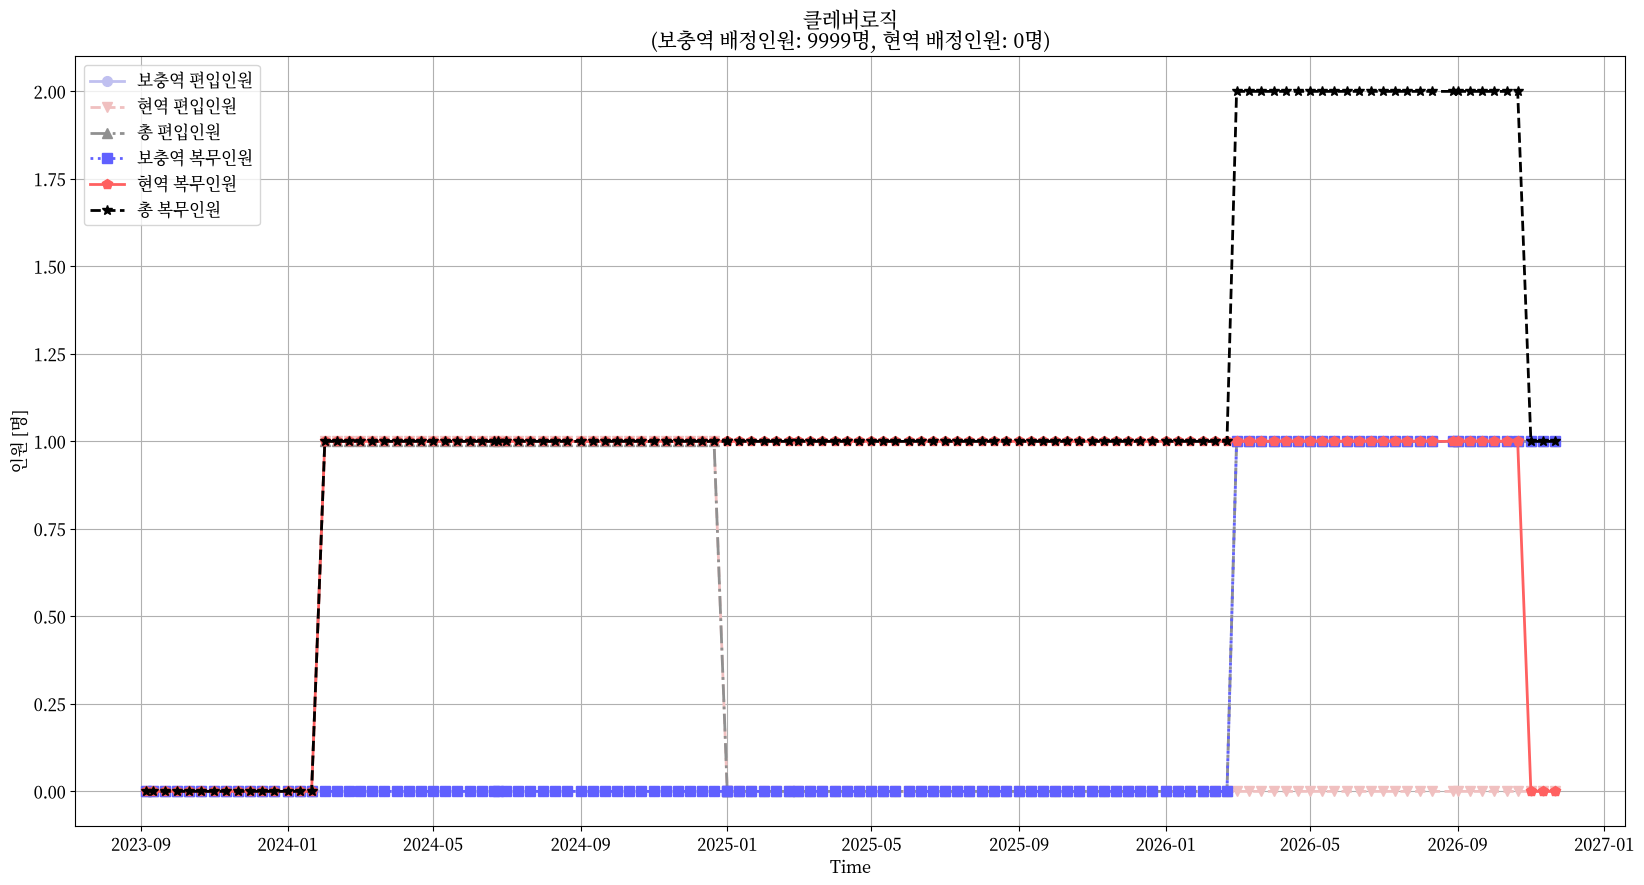 클레버로직
(보충역 배정인원: 9999명, 현역 배정인원: 0명)
보충역 편입인원
현역 편입인원
총 편입인원
보충역 복무인원
현역 복무인원
총 복무인원
인원 [명]
2.00
1.75
1.50
1.25
1.00
0.75
0.50
0.25
0.00
2023-09
2024-01
2024-05
2024-09
2025-01
2025-05
2025-09
2026-01
2026-05
2026-09
2027-01
Time